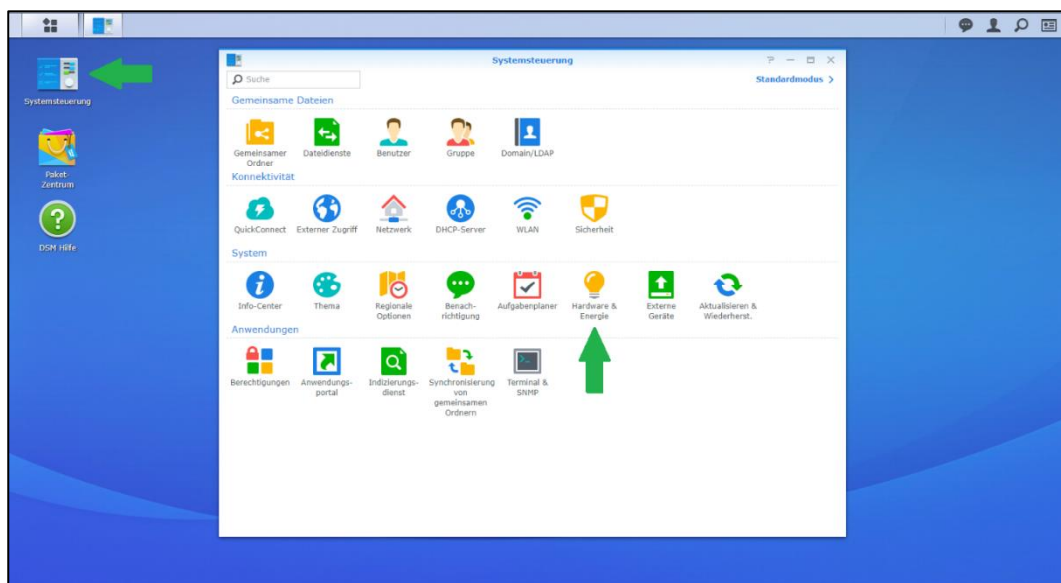 Systemsteuerung
Suche
Standardmodus >
Systemsteuerung
Gemeinsame Dateien
Gemeinsamer
Ordner
Dateidienste
Benutzer
Gruppe
Domain/LDAP
Paket-
Zentrum
Konnektivität
QuickConnect
Externer Zugriff
Netzwerk
DHCP-Server
WLAN
Sicherheit
DSM Hilfe
System
Info-Center
Thema
Regionale
Optionen
Benach-
richtigung
Aufgabenplaner
Hardware &
Energie
Externe
Geräte
Aktualisieren &
Wiederherst.
Anwendungen
Berechtigungen
Anwendungs-
portal
Indizierungs-
dienst
Synchronisierung
von
gemeinsamen
Ordnern
Terminal &
SNMP